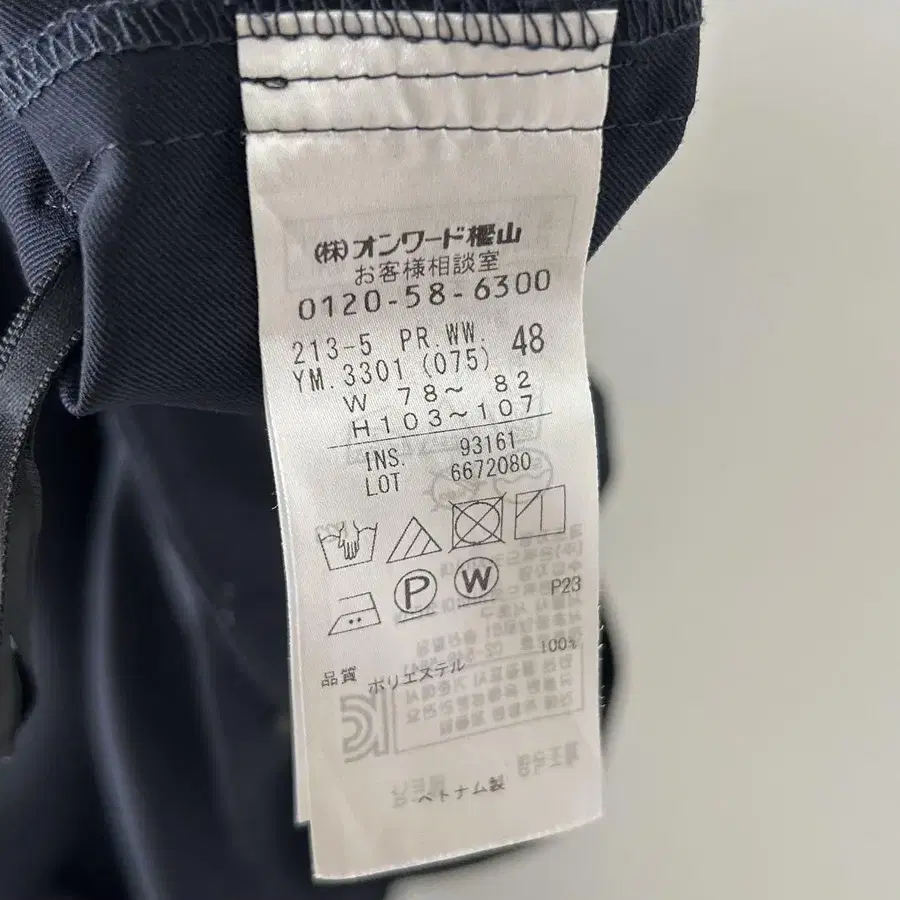 ㈱オンワード樫山
お客様相談室
0120-58-6300
213-5 PR.WW. 48
YM.3301 (075)
W 78～ 82
H103～107
INS. 93161
LOT 6672080
P W P23
品質 ポリエステル 100%
ベトナム製